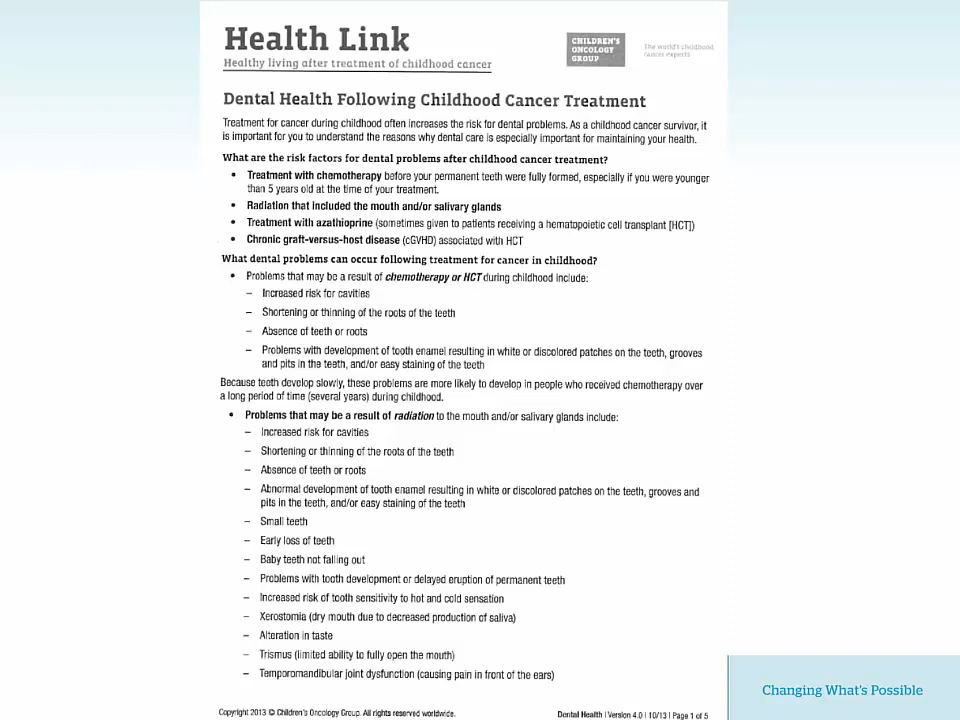 Health Link
Healthy living after treatment of childhood cancer
CHILDREN'S
ONCOLOGY
GROUP
The world's childhood
cancer experts
Dental Health Following Childhood Cancer Treatment
Treatment for cancer during childhood often increases the risk for dental problems. As a childhood cancer survivor, it
is important for you to understand the reasons why dental care is especially important for maintaining your health.
What are the risk factors for dental problems after childhood cancer treatment?
• Treatment with chemotherapy before your permanent teeth were fully formed, especially if you were younger
than 5 years old at the time of your treatment.
• Radiation that included the mouth and/or salivary glands
• Treatment with azathioprine (sometimes given to patients receiving a hematopoietic cell transplant [HCT])
• Chronic graft-versus-host disease (cGVHD) associated with HCT
What dental problems can occur following treatment for cancer in childhood?
• Problems that may be a result of chemotherapy or HCT during childhood include:
– Increased risk for cavities
– Shortening or thinning of the roots of the teeth
– Absence of teeth or roots
– Problems with development of tooth enamel resulting in white or discolored patches on the teeth, grooves
and pits in the teeth, and/or easy staining of the teeth
Because teeth develop slowly, these problems are more likely to develop in people who received chemotherapy over
a long period of time (several years) during childhood.
• Problems that may be a result of radiation to the mouth and/or salivary glands include:
– Increased risk for cavities
– Shortening or thinning of the roots of the teeth
– Absence of teeth or roots
– Abnormal development of tooth enamel resulting in white or discolored patches on the teeth, grooves and
pits in the teeth, and/or easy staining of the teeth
– Small teeth
– Early loss of teeth
– Baby teeth not falling out
– Problems with tooth development or delayed eruption of permanent teeth
– Increased risk of tooth sensitivity to hot and cold sensation
– Xerostomia (dry mouth due to decreased production of saliva)
– Alteration in taste
– Trismus (limited ability to fully open the mouth)
– Temporomandibular joint dysfunction (causing pain in front of the ears)
Copyright 2013 © Children's Oncology Group. All rights reserved worldwide.
Dental Health | Version 4.0 | 10/13 | Page 1 of 5
Changing What's Possible